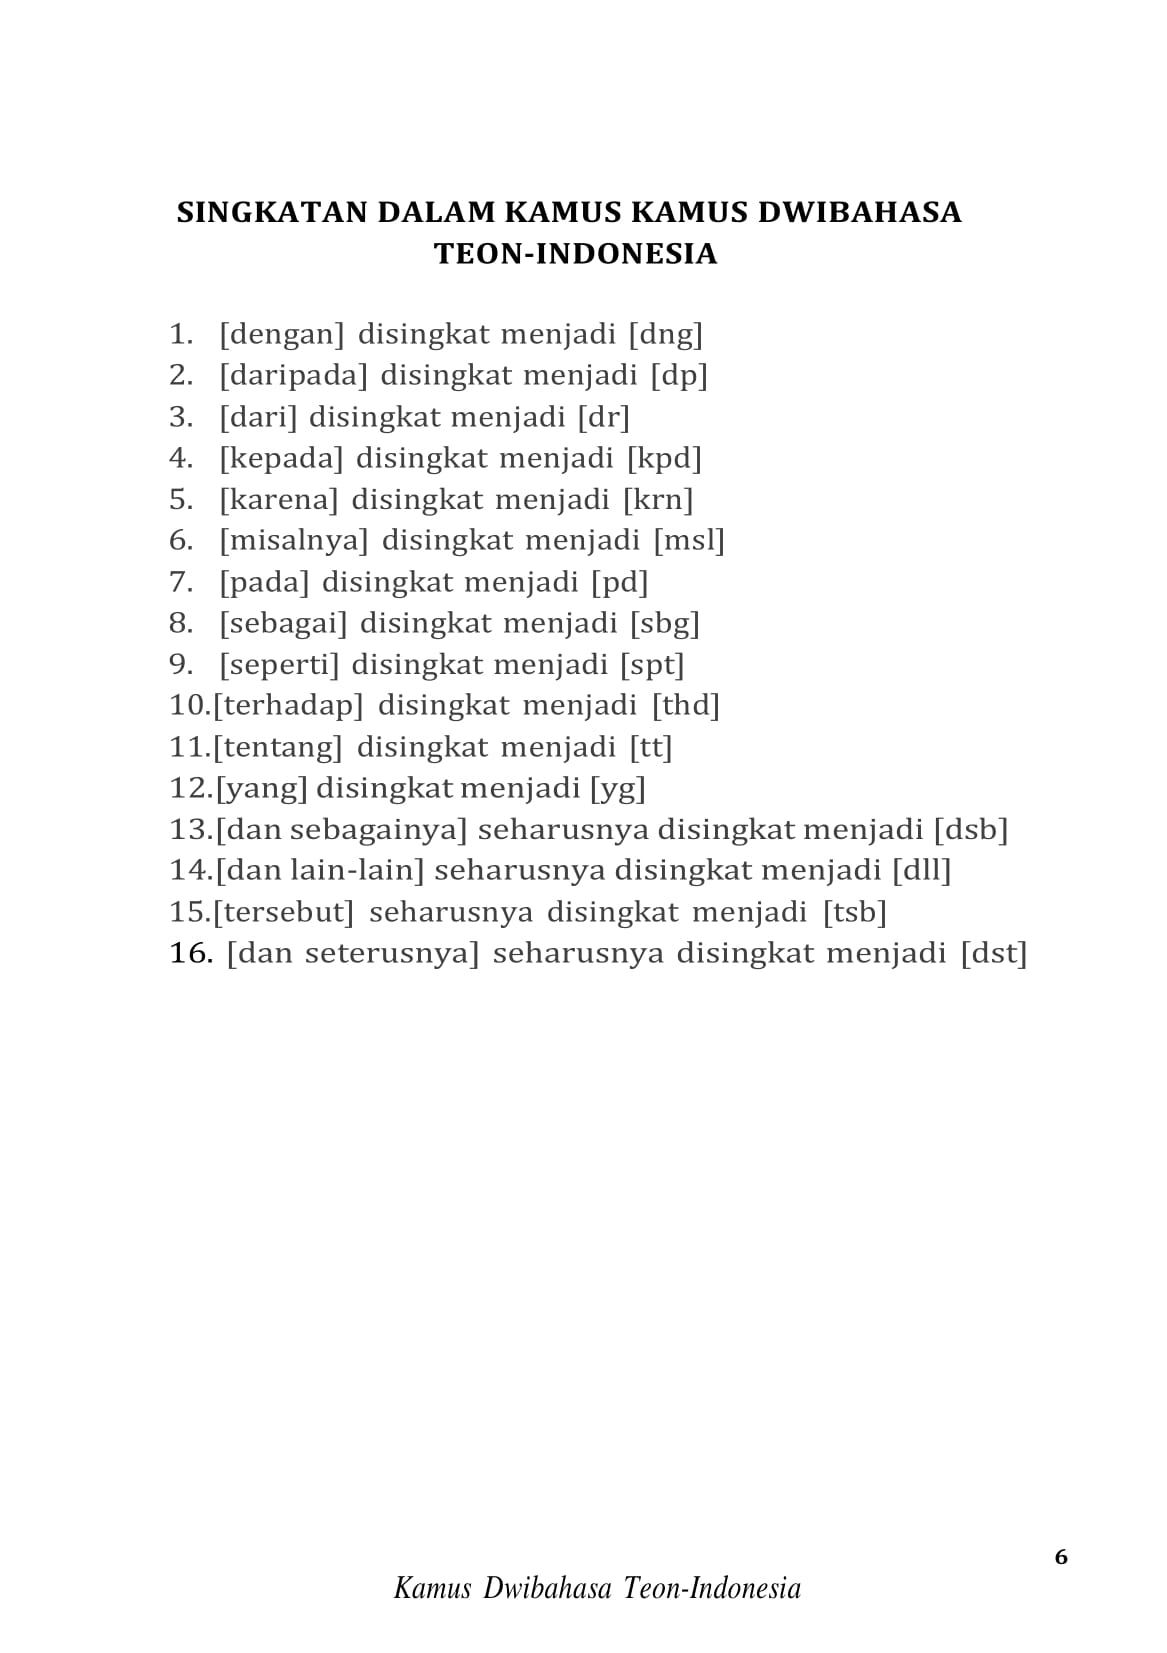 SINGKATAN DALAM KAMUS KAMUS DWIBAHASA
TEON-INDONESIA
1. [dengan] disingkat menjadi [dng]
2. [daripada] disingkat menjadi [dp]
3. [dari] disingkat menjadi [dr]
4. [kepada] disingkat menjadi [kpd]
5. [karena] disingkat menjadi [krn]
6. [misalnya] disingkat menjadi [msl]
7. [pada] disingkat menjadi [pd]
8. [sebagai] disingkat menjadi [sbg]
9. [seperti] disingkat menjadi [spt]
10.[terhadap] disingkat menjadi [thd]
11.[tentang] disingkat menjadi [tt]
12.[yang] disingkat menjadi [yg]
13.[dan sebagainya] seharusnya disingkat menjadi [dsb]
14.[dan lain-lain] seharusnya disingkat menjadi [dll]
15.[tersebut] seharusnya disingkat menjadi [tsb]
16. [dan seterusnya] seharusnya disingkat menjadi [dst]
6
Kamus Dwibahasa Teon-Indonesia